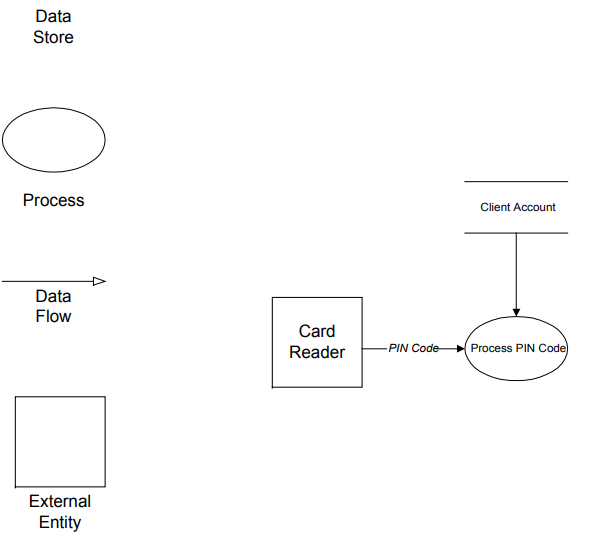 Data
Store
Process
Data
Flow
External
Entity
Client Account
Card
Reader
PIN Code
Process PIN Code